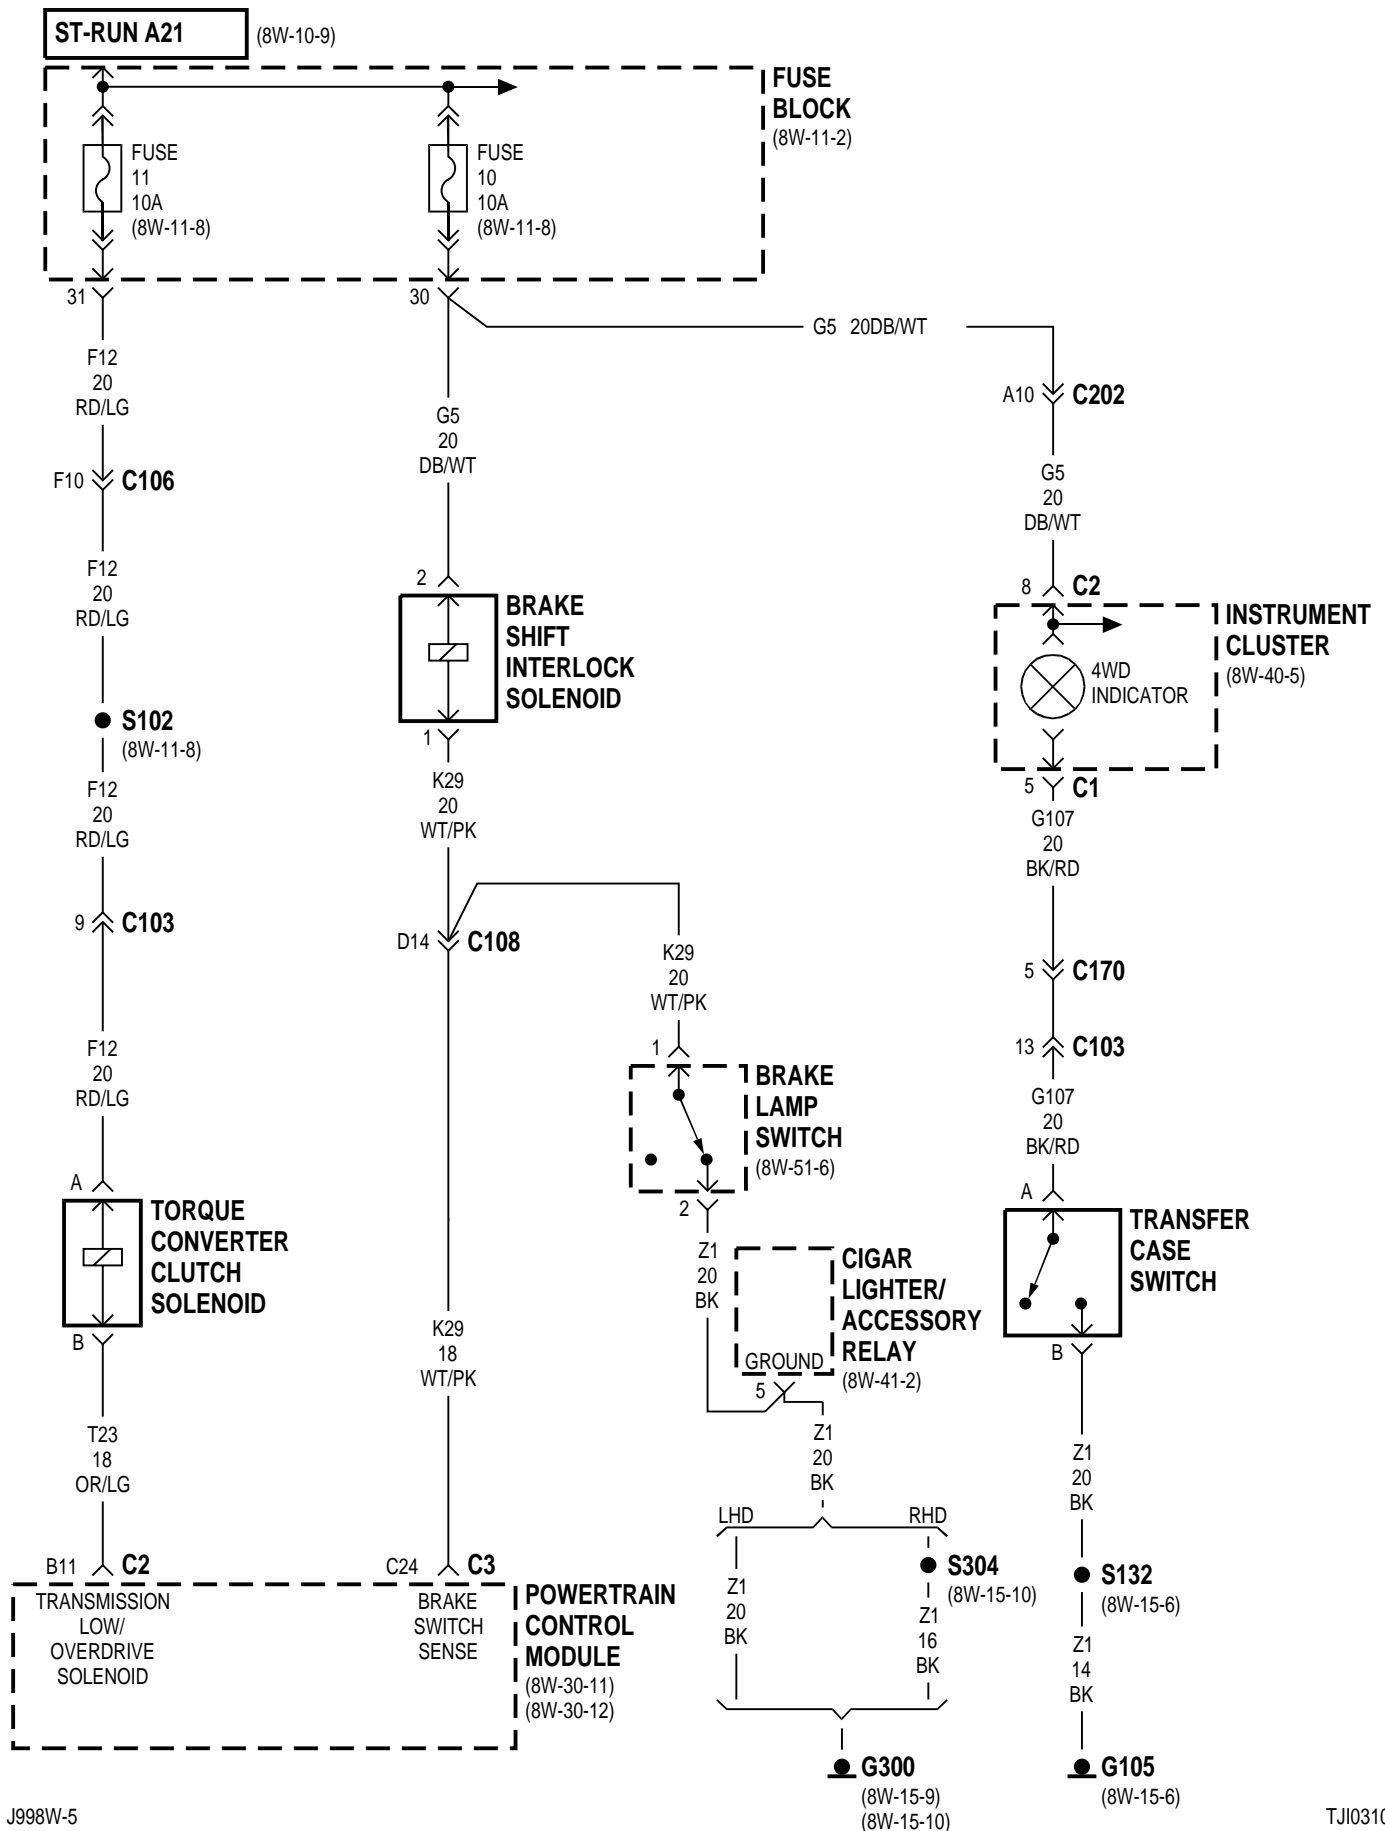 ST-RUN A21 (8W-10-9)
FUSE
BLOCK
(8W-11-2)
FUSE
11
10A
(8W-11-8)
FUSE
10
10A
(8W-11-8)
31
30
G5 20DB/WT
F12
20
RD/LG
G5
20
DB/WT
A10 C202
F10 C106
G5
20
DB/WT
F12
20
RD/LG
2
BRAKE
SHIFT
INTERLOCK
SOLENOID
1
8 C2
INSTRUMENT
CLUSTER
(8W-40-5)
4WD
INDICATOR
5 C1
S102
(8W-11-8)
F12
20
RD/LG
K29
20
WT/PK
G107
20
BK/RD
9 C103
D14 C108
K29
20
WT/PK
5 C170
13 C103
F12
20
RD/LG
1
BRAKE
LAMP
SWITCH
(8W-51-6)
2
G107
20
BK/RD
A
TORQUE
CONVERTER
CLUTCH
SOLENOID
B
A
TRANSFER
CASE
SWITCH
B
Z1
20
BK
CIGAR
LIGHTER/
ACCESSORY
RELAY
(8W-41-2)
GROUND
5
K29
18
WT/PK
T23
18
OR/LG
Z1
20
BK
Z1
20
BK
LHD
RHD
B11 C2
C24 C3
S304
(8W-15-10)
S132
(8W-15-6)
TRANSMISSION
LOW/
OVERDRIVE
SOLENOID
BRAKE
SWITCH
SENSE
POWERTRAIN
CONTROL
MODULE
(8W-30-11)
(8W-30-12)
Z1
20
BK
Z1
16
BK
Z1
14
BK
G300
(8W-15-9)
(8W-15-10)
G105
(8W-15-6)
J998W-5
TJI0310